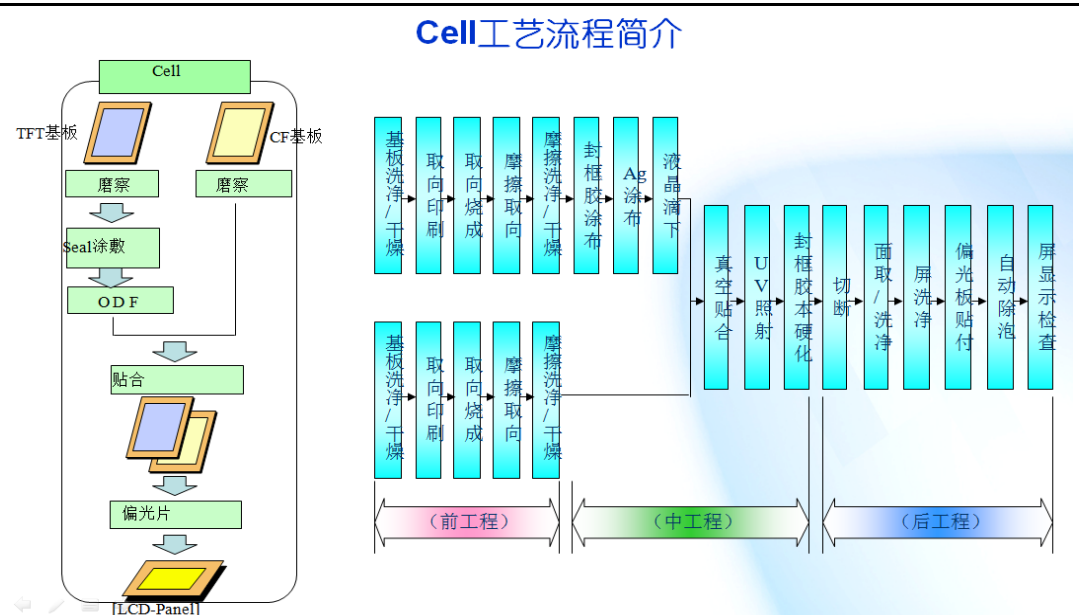 Cell工艺流程简介
Cell
TFT基板
CF基板
磨察
磨察
Seal涂敷
ODF
贴合
偏光片
[LCD-Panel]
基板洗净/干燥
取向印刷
取向烧成
摩擦取向
摩擦洗净/干燥
封框胶涂布
Ag涂布
液晶滴下
基板洗净/干燥
取向印刷
取向烧成
摩擦取向
摩擦洗净/干燥
真空贴合
UV照射
封框胶本硬化
切断
面取/洗净
屏洗净
偏光板贴付
自动除泡
屏显示检查
（前工程）
（中工程）
（后工程）